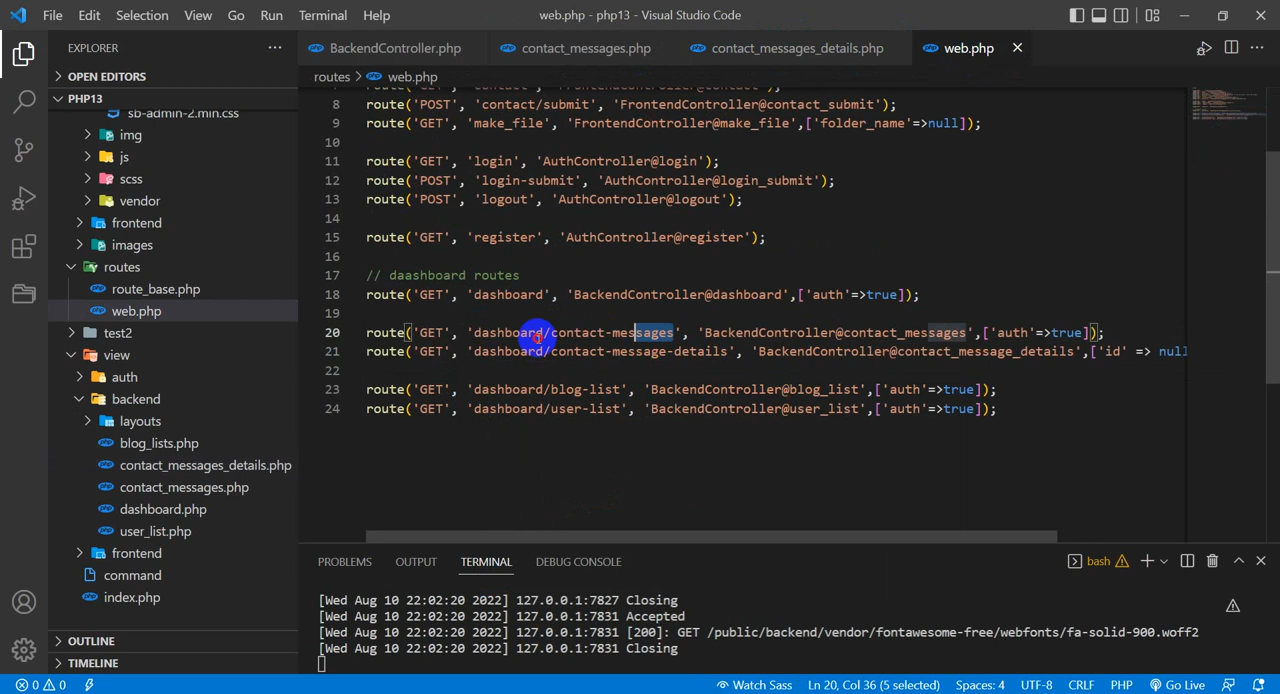 File Edit Selection View Go Run Terminal Help web.php - php13 - Visual Studio Code
EXPLORER
OPEN EDITORS
PHP13
sb-admin-2.min.css
img
js
scss
vendor
frontend
images
routes
route_base.php
web.php
test2
view
auth
backend
layouts
blog_lists.php
contact_messages_details.php
contact_messages.php
dashboard.php
user_list.php
frontend
command
index.php
OUTLINE
TIMELINE
BackendController.php contact_messages.php contact_messages_details.php web.php
routes > web.php
8 route('POST', 'contact/submit', 'FrontendController@contact_submit');
9 route('GET', 'make_file', 'FrontendController@make_file',['folder_name'=>null]);
10
11 route('GET', 'login', 'AuthController@login');
12 route('POST', 'login-submit', 'AuthController@login_submit');
13 route('POST', 'logout', 'AuthController@logout');
14
15 route('GET', 'register', 'AuthController@register');
16
17 // daashboard routes
18 route('GET', 'dashboard', 'BackendController@dashboard',['auth'=>true]);
19
20 route('GET', 'dashboard/contact-messages', 'BackendController@contact_messages',['auth'=>true]);
21 route('GET', 'dashboard/contact-message-details', 'BackendController@contact_message_details',['id' => null
22
23 route('GET', 'dashboard/blog-list', 'BackendController@blog_list',['auth'=>true]);
24 route('GET', 'dashboard/user-list', 'BackendController@user_list',['auth'=>true]);
PROBLEMS OUTPUT TERMINAL DEBUG CONSOLE bash
[Wed Aug 10 22:02:20 2022] 127.0.0.1:7827 Closing
[Wed Aug 10 22:02:20 2022] 127.0.0.1:7831 Accepted
[Wed Aug 10 22:02:20 2022] 127.0.0.1:7831 [200]: GET /public/backend/vendor/fontawesome-free/webfonts/fa-solid-900.woff2
[Wed Aug 10 22:02:20 2022] 127.0.0.1:7831 Closing
0 0 Watch Sass Ln 20, Col 36 (5 selected) Spaces: 4 UTF-8 CRLF PHP Go Live